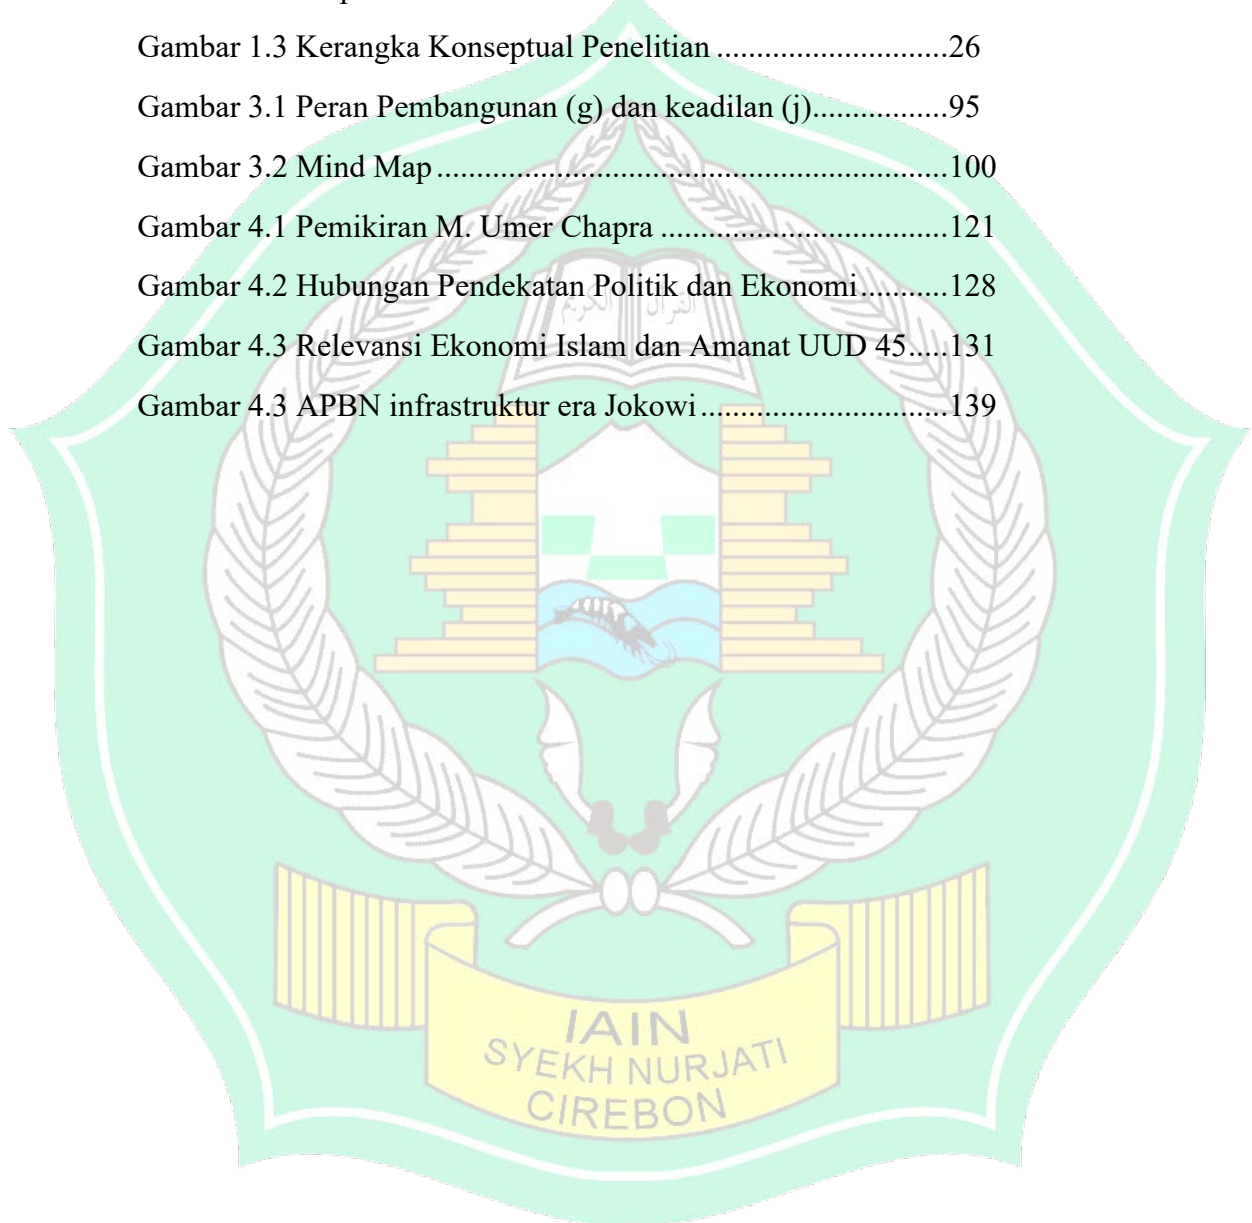 Gambar 1.3 Kerangka Konseptual Penelitian ............................26
Gambar 3.1 Peran Pembangunan (g) dan keadilan (j).................95
Gambar 3.2 Mind Map ..............................................................100
Gambar 4.1 Pemikiran M. Umer Chapra ...................................121
Gambar 4.2 Hubungan Pendekatan Politik dan Ekonomi...........128
Gambar 4.3 Relevansi Ekonomi Islam dan Amanat UUD 45.....131
Gambar 4.3 APBN infrastruktur era Jokowi ..............................139
القرآن الكريم
IAIN
SYEKH NURJATI
CIREBON